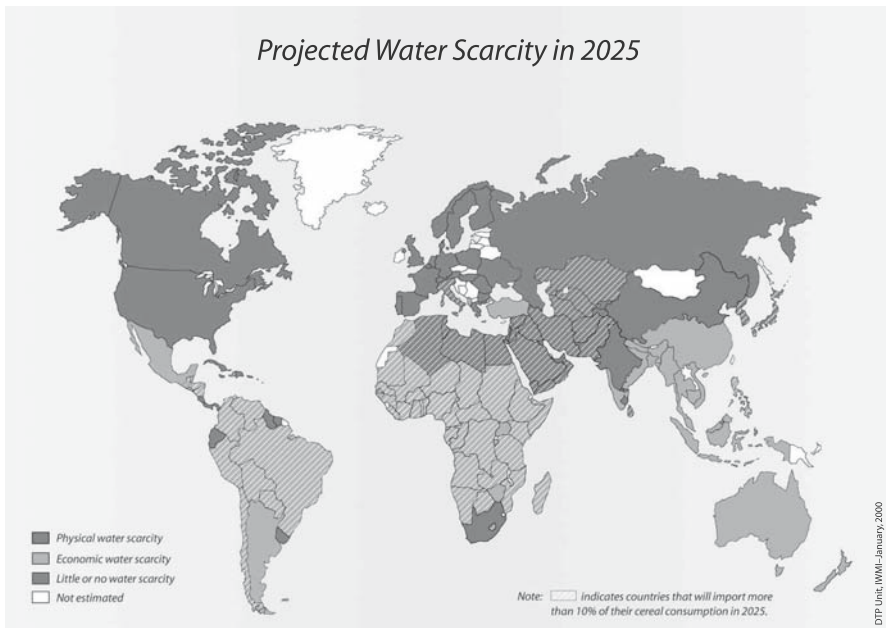 Projected Water Scarcity in 2025
Physical water scarcity
Economic water scarcity
Little or no water scarcity
Not estimated
Note: indicates countries that will import more
than 10% of their cereal consumption in 2025.
DTP Unit, IWMI–January, 2000